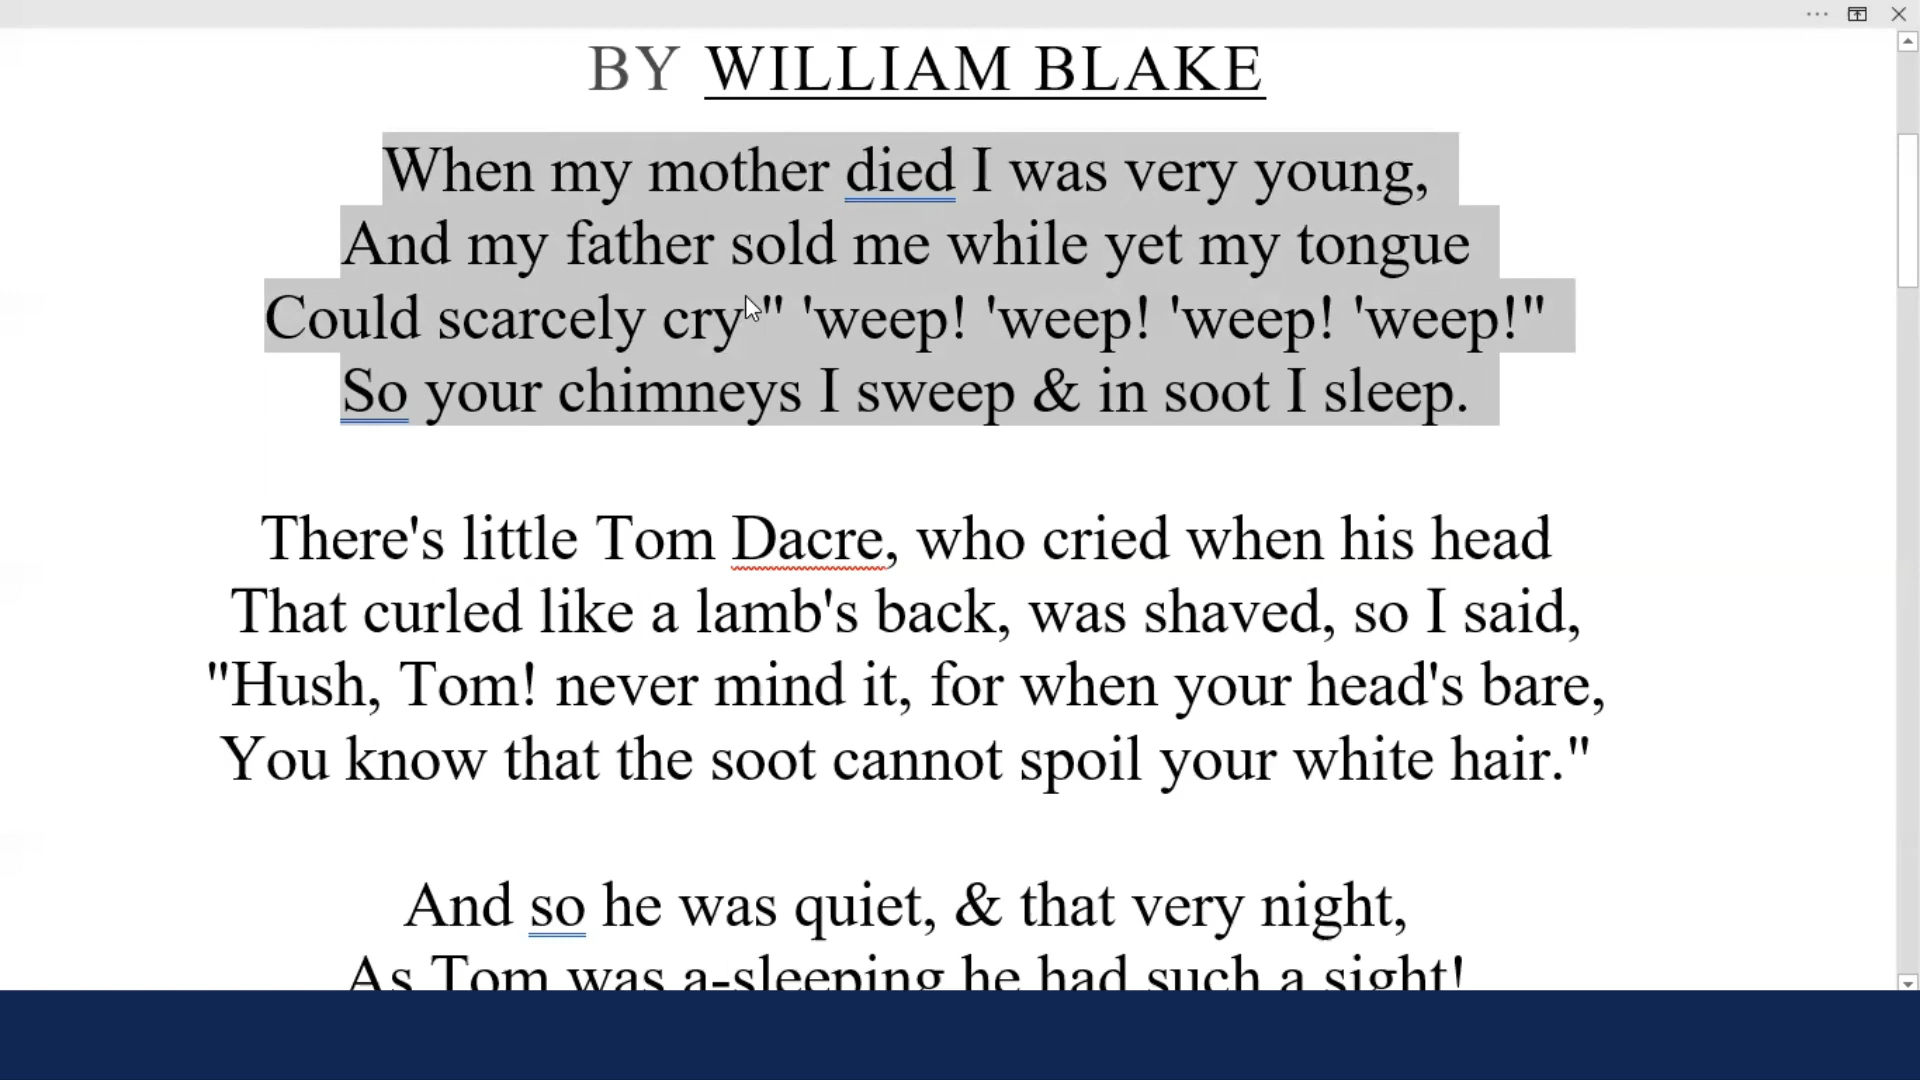 BY WILLIAM BLAKE
When my mother died I was very young,
And my father sold me while yet my tongue
Could scarcely cry" 'weep! 'weep! 'weep! 'weep!"
So your chimneys I sweep & in soot I sleep.
There's little Tom Dacre, who cried when his head
That curled like a lamb's back, was shaved, so I said,
"Hush, Tom! never mind it, for when your head's bare,
You know that the soot cannot spoil your white hair."
And so he was quiet, & that very night,
As Tom was a-sleeping he had such a sight!